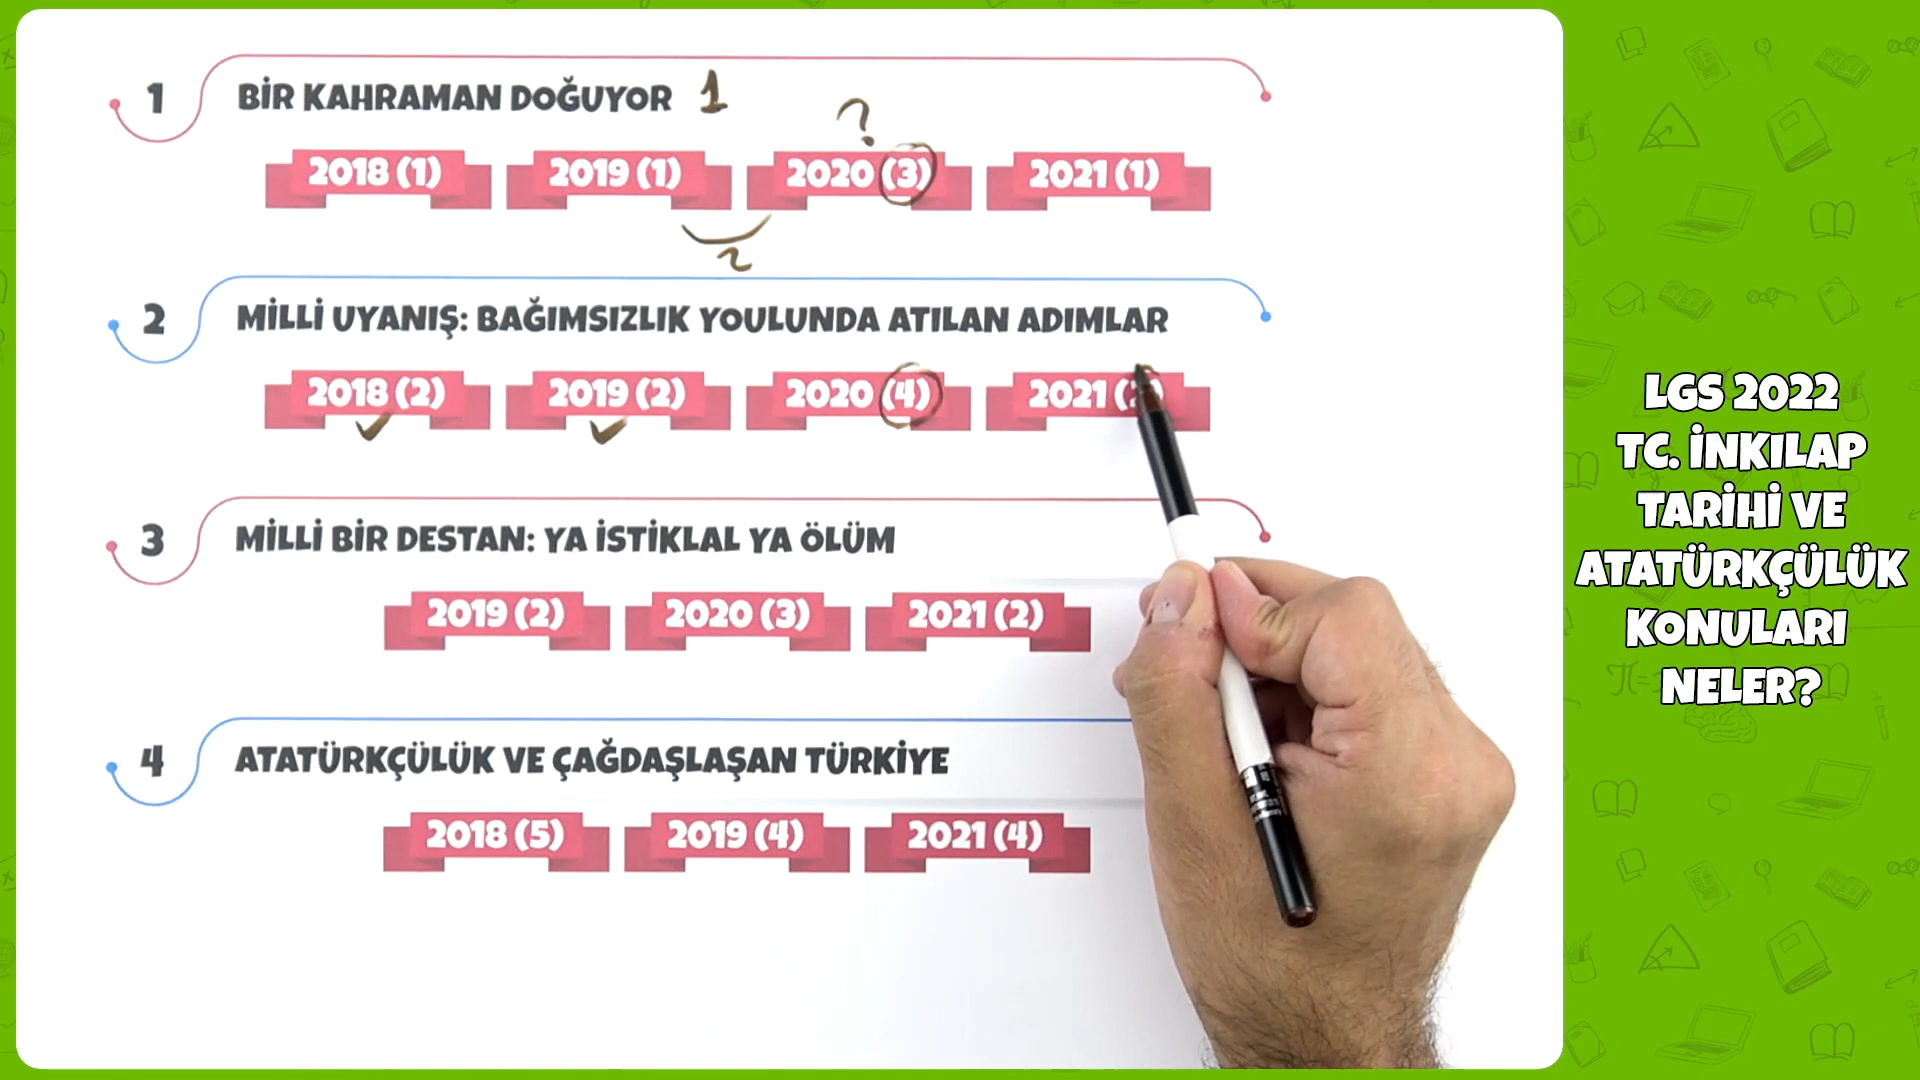 1
BİR KAHRAMAN DOĞUYOR 1
?
2018 (1) 2019 (1) 2020 (3) 2021 (1)
2
2
MİLLİ UYANIŞ: BAĞIMSIZLIK YOULUNDA ATILAN ADIMLAR
2018 (2) 2019 (2) 2020 (4) 2021
3
MİLLİ BİR DESTAN: YA İSTİKLAL YA ÖLÜM
2019 (2) 2020 (3) 2021 (2)
4
ATATÜRKÇÜLÜK VE ÇAĞDAŞLAŞAN TÜRKİYE
2018 (5) 2019 (4) 2021 (4)
LGS 2022
TC. İNKILAP
TARİHİ VE
ATATÜRKÇÜLÜK
KONULARI
NELER?